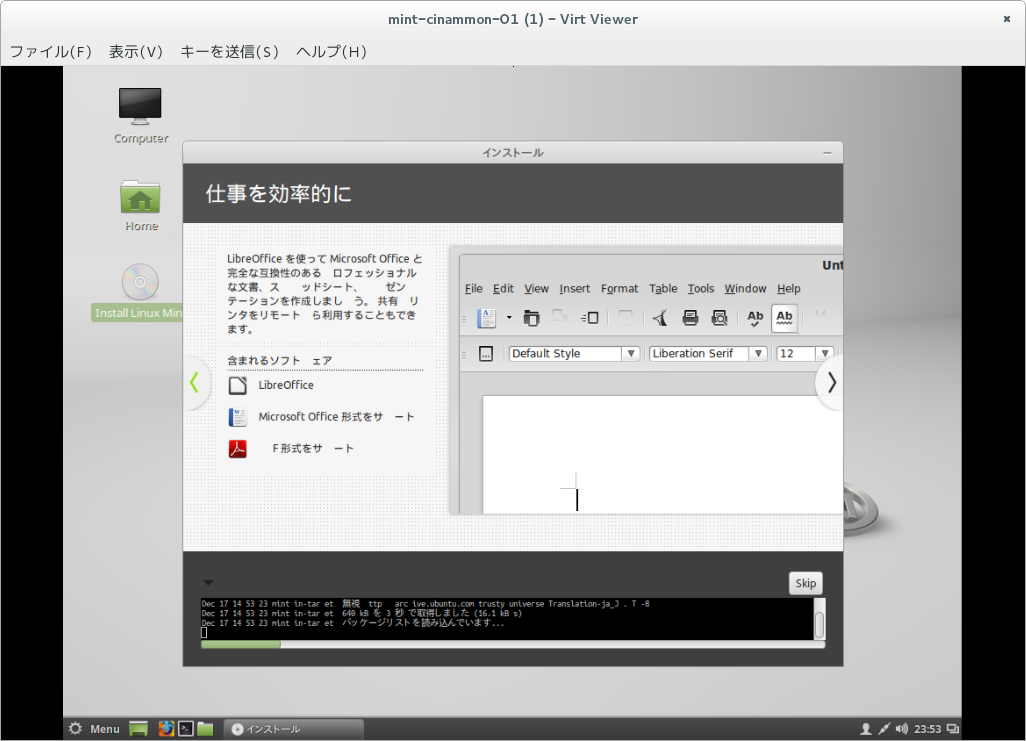 mint-cinammon-01 (1) - Virt Viewer
ファイル(F) 表示(V) キーを送信(S) ヘルプ(H)
Computer
Home
Install Linux Min
インストール
仕事を効率的に
LibreOffice を使って Microsoft Office と
完全な互換性のある ロフェッショナル
な文書、ス ッドシート、 ゼン
テーションを作成しまし う。 共有 リ
ンタをリモート ら利用することもでき
ます。
含まれるソフト ェア
LibreOffice
Microsoft Office 形式をサ ート
F 形式をサ ート
Unt
File Edit View Insert Format Table Tools Window Help
Default Style Liberation Serif 12
Skip
Dec 17 14 53 23 mint in-tar et 無視 ttp arc ive.ubuntu.com trusty universe Translation-ja_J . T -8
Dec 17 14 53 23 mint in-tar et 640 kB を 3 秒 で取得しました (16.1 kB s)
Dec 17 14 53 23 mint in-tar et パッケージリストを読み込んでいます...
Menu インストール 23:53